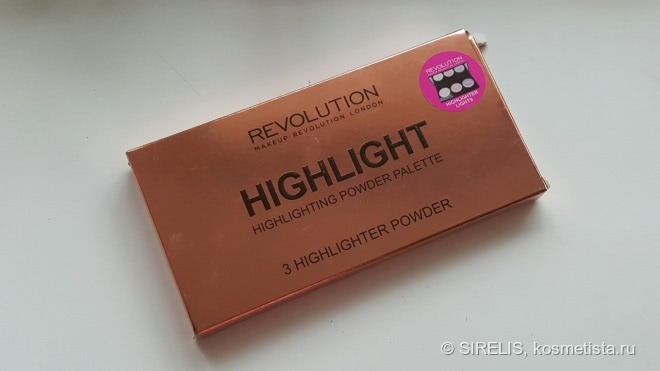 REVOLUTION
MAKEUP REVOLUTION LONDON
HIGHLIGHT
HIGHLIGHTING POWDER PALETTE
3 HIGHLIGHTER POWDER
REVOLUTION
HIGHLIGHTER
LIGHTS
© SIRELIS, kosmetista.ru